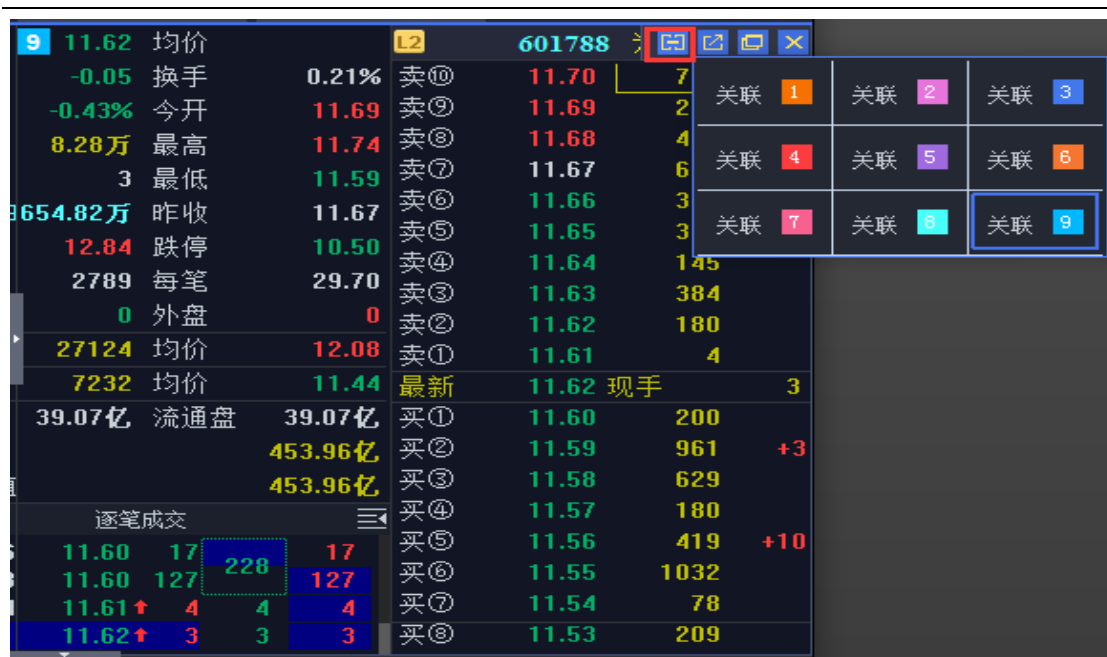 9 11.62 均价
-0.05 换手 0.21%
-0.43% 今开 11.69
8.28万 最高 11.74
3 最低 11.59
654.82万 昨收 11.67
12.84 跌停 10.50
2789 每笔 29.70
0 外盘 0
27124 均价 12.08
7232 均价 11.44
39.07亿 流通盘 39.07亿
453.96亿
453.96亿
逐笔成交
11.60 17 228 17
11.60 127 127
11.61↑ 4 4 4
11.62↑ 3 3 3
L2 601788
卖⑩ 11.70 7
卖⑨ 11.69 2
卖⑧ 11.68 4
卖⑦ 11.67 6
卖⑥ 11.66 3
卖⑤ 11.65 3
卖④ 11.64 145
卖③ 11.63 384
卖② 11.62 180
卖① 11.61 4
最新 11.62 现手 3
买① 11.60 200
买② 11.59 961 +3
买③ 11.58 629
买④ 11.57 180
买⑤ 11.56 419 +10
买⑥ 11.55 1032
买⑦ 11.54 78
买⑧ 11.53 209
关联 1 关联 2 关联 3
关联 4 关联 5 关联 6
关联 7 关联 8 关联 9